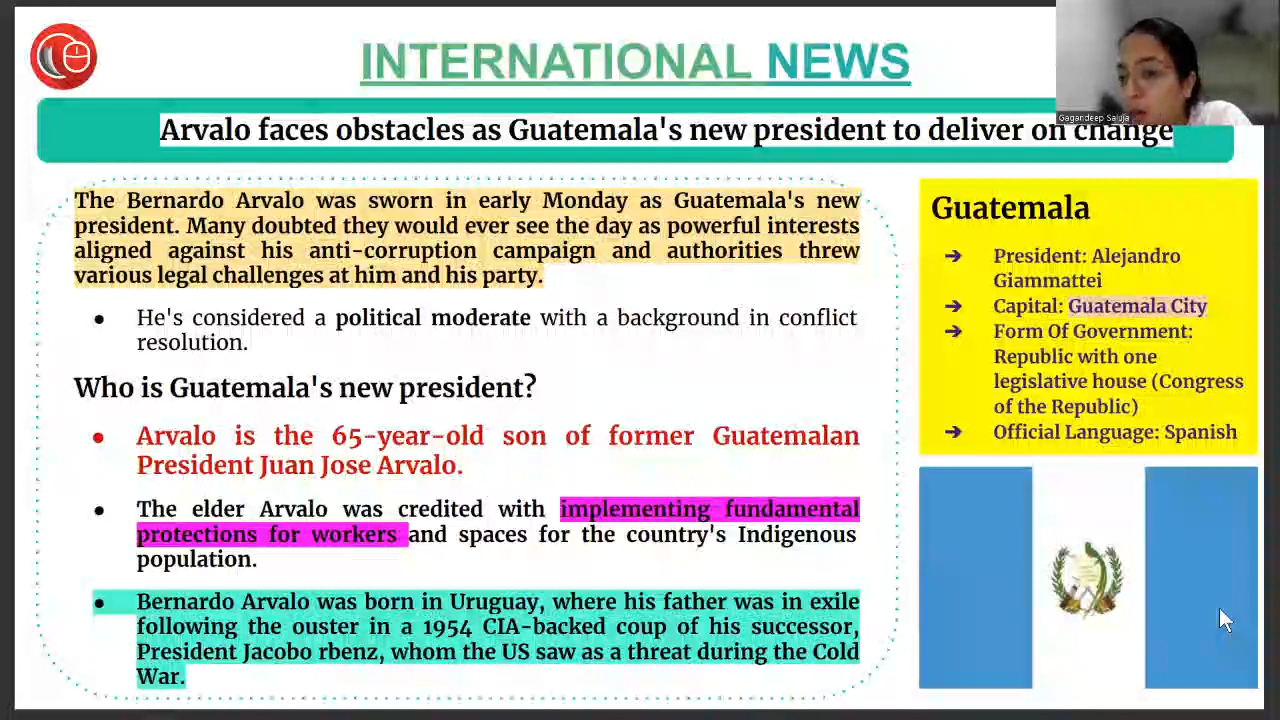 INTERNATIONAL NEWS
Gagandeep Saluja
Arvalo faces obstacles as Guatemala's new president to deliver on change
The Bernardo Arvalo was sworn in early Monday as Guatemala's new
president. Many doubted they would ever see the day as powerful interests
aligned against his anti-corruption campaign and authorities threw
various legal challenges at him and his party.
● He's considered a political moderate with a background in conflict
resolution.
Who is Guatemala's new president?
● Arvalo is the 65-year-old son of former Guatemalan
President Juan Jose Arvalo.
● The elder Arvalo was credited with implementing fundamental
protections for workers and spaces for the country's Indigenous
population.
● Bernardo Arvalo was born in Uruguay, where his father was in exile
following the ouster in a 1954 CIA-backed coup of his successor,
President Jacobo rbenz, whom the US saw as a threat during the Cold
War.
Guatemala
➔ President: Alejandro
Giammattei
➔ Capital: Guatemala City
➔ Form Of Government:
Republic with one
legislative house (Congress
of the Republic)
➔ Official Language: Spanish